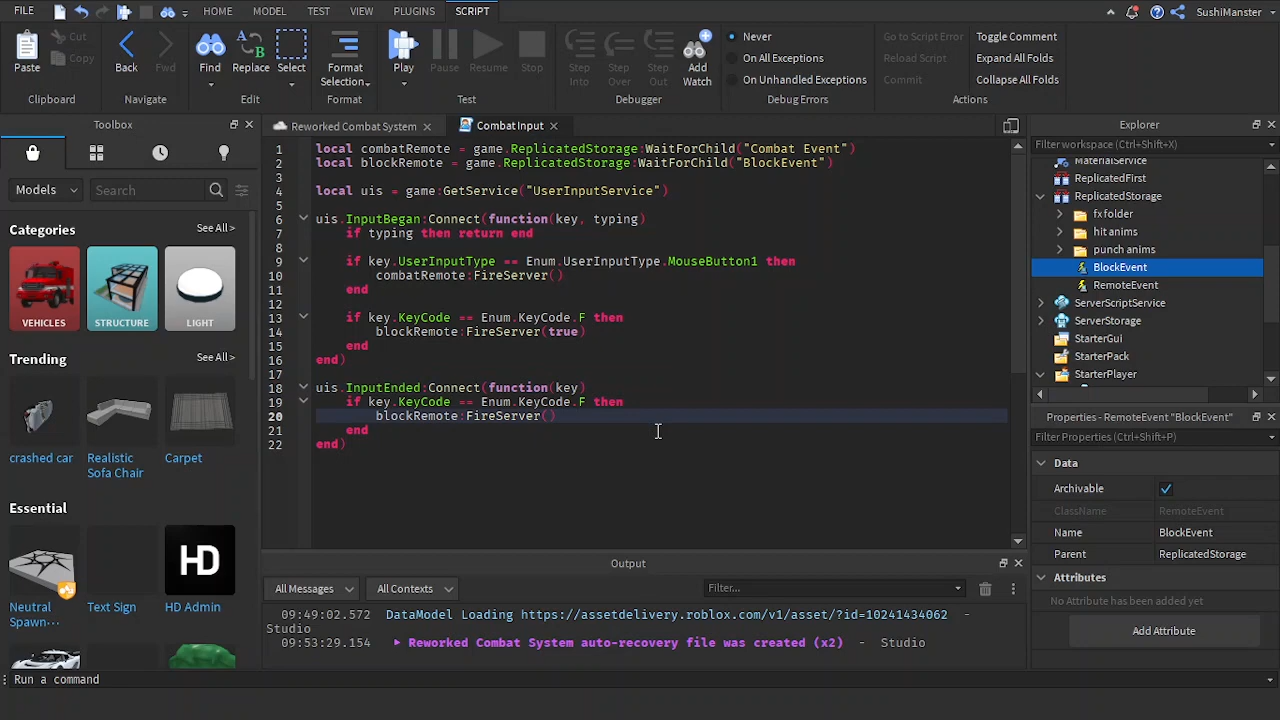 FILE HOME MODEL TEST VIEW PLUGINS SCRIPT SushiManster
Paste Cut Copy
Clipboard
Back Fwd
Navigate
Find Replace Select
Edit
Format Selection
Format
Play Pause Resume Stop
Test
Step Into Step Over Step Out Add Watch
Debugger
Never
On All Exceptions
On Unhandled Exceptions
Debug Errors
Go to Script Error
Reload Script
Commit
Toggle Comment
Expand All Folds
Collapse All Folds
Actions
Toolbox
Models Search
Categories See All>
VEHICLES STRUCTURE LIGHT
Trending See All>
crashed car
Realistic Sofa Chair
Carpet
Essential
HD
Neutral Spawn...
Text Sign
HD Admin
Reworked Combat System CombatInput
1 local combatRemote = game.ReplicatedStorage:WaitForChild("Combat Event")
2 local blockRemote = game.ReplicatedStorage:WaitForChild("BlockEvent")
3
4 local uis = game:GetService("UserInputService")
5
6 uis.InputBegan:Connect(function(key, typing)
7 if typing then return end
8
9 if key.UserInputType == Enum.UserInputType.MouseButton1 then
10 combatRemote:FireServer()
11 end
12
13 if key.KeyCode == Enum.KeyCode.F then
14 blockRemote:FireServer(true)
15 end
16 end)
17
18 uis.InputEnded:Connect(function(key)
19 if key.KeyCode == Enum.KeyCode.F then
20 blockRemote:FireServer()
21 end
22 end)
Output
All Messages All Contexts Filter...
09:49:02.572 DataModel Loading https://assetdelivery.roblox.com/v1/asset/?id=10241434062 -
Studio
09:53:29.154 Reworked Combat System auto-recovery file was created (x2) - Studio
Run a command
Explorer
Filter workspace (Ctrl+Shift+X)
MaterialService
ReplicatedFirst
ReplicatedStorage
fx folder
hit anims
punch anims
BlockEvent
RemoteEvent
ServerScriptService
ServerStorage
StarterGui
StarterPack
StarterPlayer
Properties - RemoteEvent "BlockEvent"
Filter Properties (Ctrl+Shift+P)
Data
Archivable
ClassName RemoteEvent
Name BlockEvent
Parent ReplicatedStorage
Attributes
No Attribute has been added yet
Add Attribute